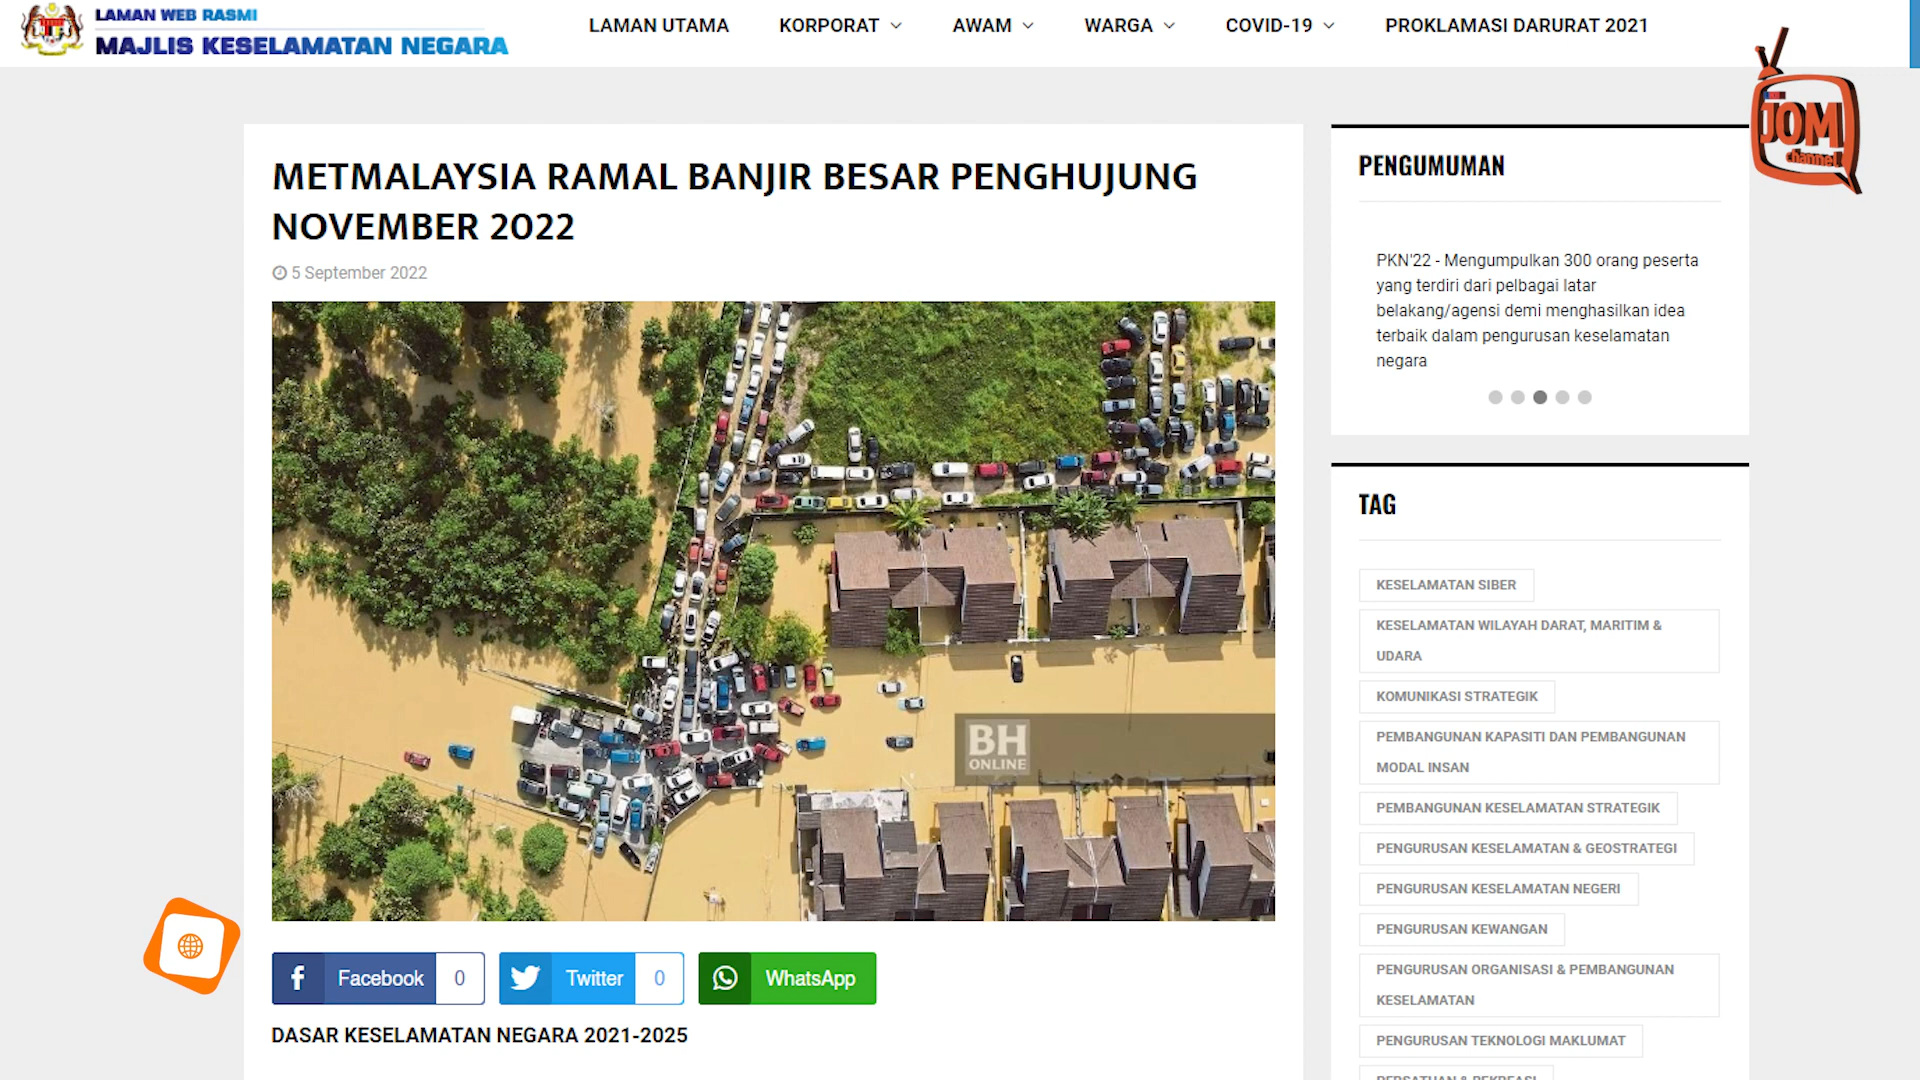 LAMAN WEB RASMI
MAJLIS KESELAMATAN NEGARA
LAMAN UTAMA
KORPORAT
AWAM
WARGA
COVID-19
PROKLAMASI DARURAT 2021
JOM
channel
METMALAYSIA RAMAL BANJIR BESAR PENGHUJUNG
NOVEMBER 2022
5 September 2022
BH
ONLINE
Facebook
0
Twitter
0
WhatsApp
DASAR KESELAMATAN NEGARA 2021-2025
PENGUMUMAN
PKN'22 - Mengumpulkan 300 orang peserta
yang terdiri dari pelbagai latar
belakang/agensi demi menghasilkan idea
terbaik dalam pengurusan keselamatan
negara
TAG
KESELAMATAN SIBER
KESELAMATAN WILAYAH DARAT, MARITIM &
UDARA
KOMUNIKASI STRATEGIK
PEMBANGUNAN KAPASITI DAN PEMBANGUNAN
MODAL INSAN
PEMBANGUNAN KESELAMATAN STRATEGIK
PENGURUSAN KESELAMATAN & GEOSTRATEGI
PENGURUSAN KESELAMATAN NEGERI
PENGURUSAN KEWANGAN
PENGURUSAN ORGANISASI & PEMBANGUNAN
KESELAMATAN
PENGURUSAN TEKNOLOGI MAKLUMAT
PERSATUAN & REKREASI